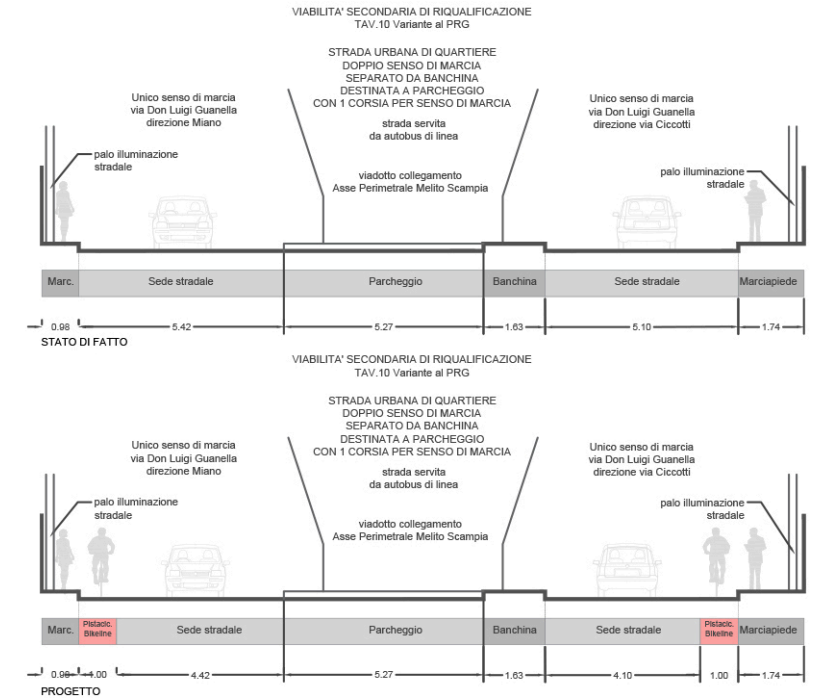 VIABILITA' SECONDARIA DI RIQUALIFICAZIONE
TAV.10 Variante al PRG
STRADA URBANA DI QUARTIERE
DOPPIO SENSO DI MARCIA
SEPARATO DA BANCHINA
DESTINATA A PARCHEGGIO
CON 1 CORSIA PER SENSO DI MARCIA
strada servita
da autobus di linea
viadotto collegamento
Asse Perimetrale Melito Scampia
Unico senso di marcia
via Don Luigi Guanella
direzione Miano
Unico senso di marcia
via Don Luigi Guanella
direzione via Ciccotti
palo illuminazione
stradale
palo illuminazione
stradale
Marc. Sede stradale Parcheggio Banchina Sede stradale Marciapiede
0.98 5.42 5.27 1.63 5.10 1.74
STATO DI FATTO
VIABILITA' SECONDARIA DI RIQUALIFICAZIONE
TAV.10 Variante al PRG
STRADA URBANA DI QUARTIERE
DOPPIO SENSO DI MARCIA
SEPARATO DA BANCHINA
DESTINATA A PARCHEGGIO
CON 1 CORSIA PER SENSO DI MARCIA
strada servita
da autobus di linea
viadotto collegamento
Asse Perimetrale Melito Scampia
Unico senso di marcia
via Don Luigi Guanella
direzione Miano
Unico senso di marcia
via Don Luigi Guanella
direzione via Ciccotti
palo illuminazione
stradale
palo illuminazione
stradale
Marc. Pistacic. Bikeline Sede stradale Parcheggio Banchina Sede stradale Pistacic. Bikeline Marciapiede
0.98 1.00 4.42 5.27 1.63 4.10 1.00 1.74
PROGETTO